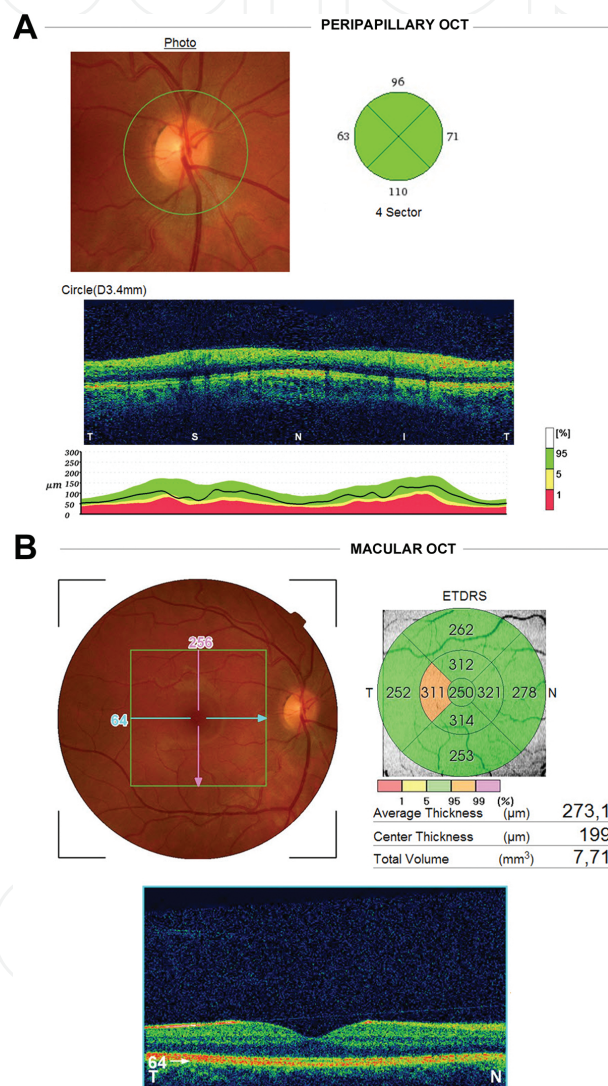 A
PERIPAPILLARY OCT
Photo
96
63
71
110
4 Sector
Circle(D3.4mm)
T S N I T
300
250
200
150
100
50
0
µm
[%]
95
5
1
B
MACULAR OCT
ETDRS
256
64
262
312
T 252 311 250 321 278 N
314
253
1 5 95 99 (%)
Average Thickness (µm) 273,1
Center Thickness (µm) 199
Total Volume (mm³) 7,71
64
T N